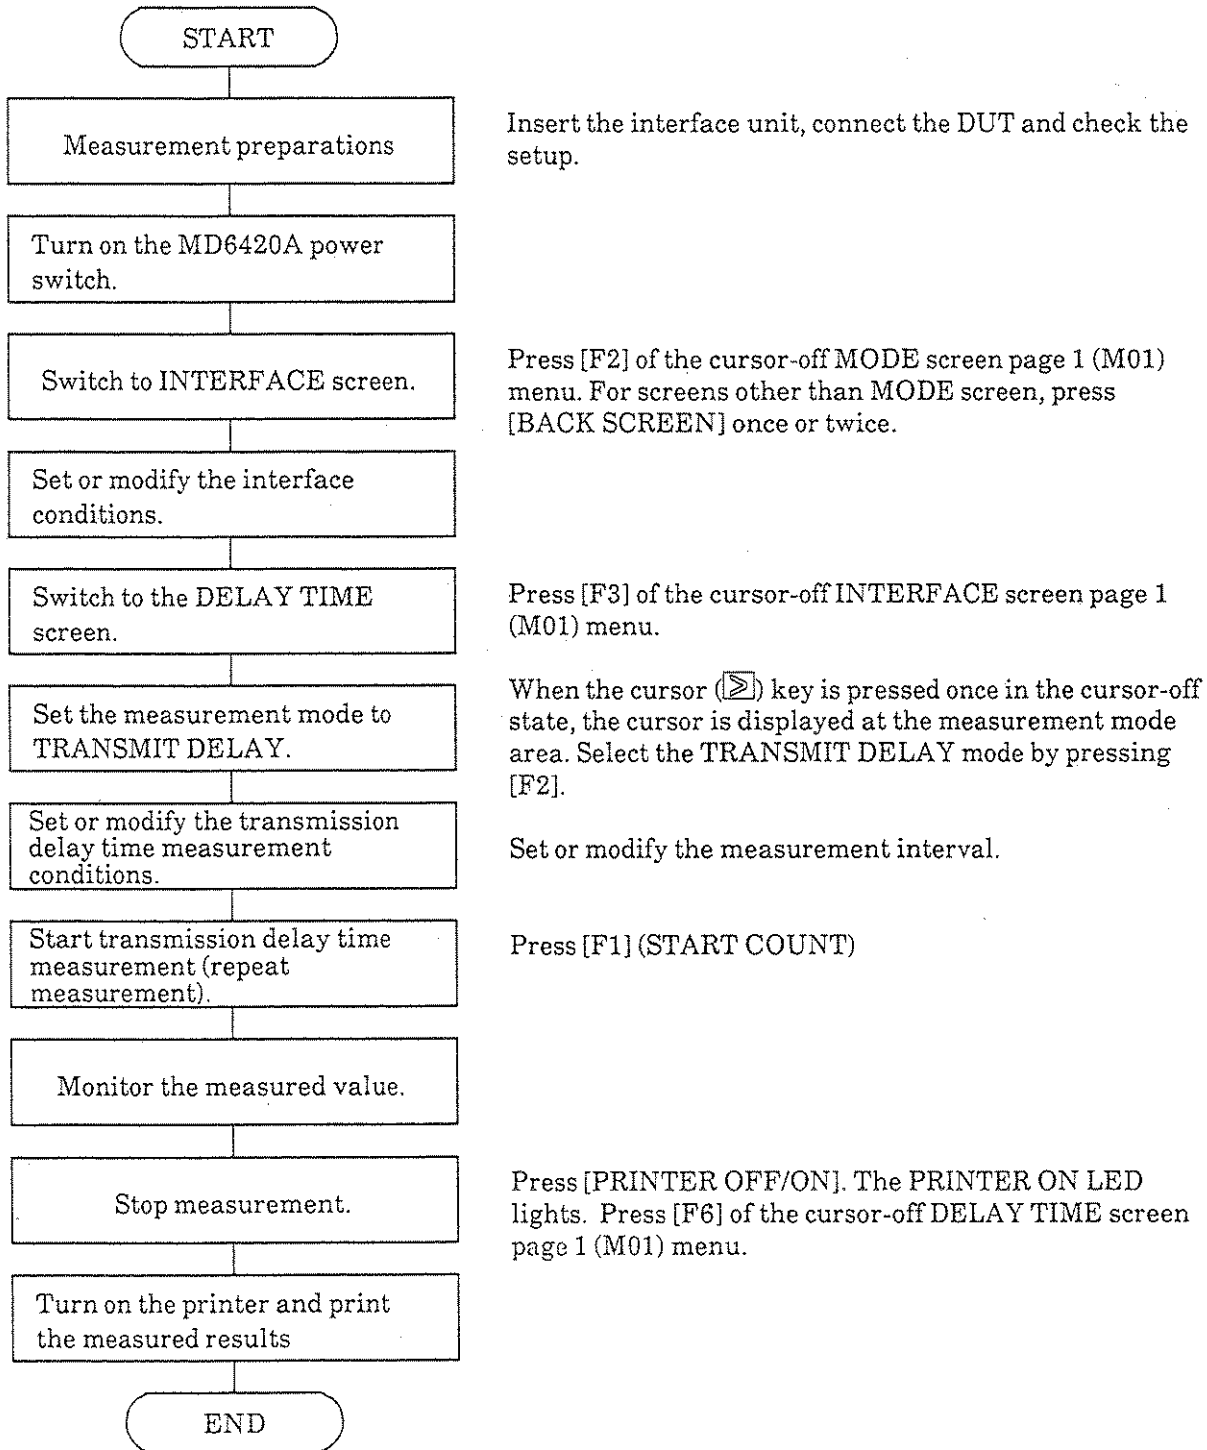 START
Measurement preparations
Insert the interface unit, connect the DUT and check the
setup.
Turn on the MD6420A power
switch.
Switch to INTERFACE screen.
Press [F2] of the cursor-off MODE screen page 1 (M01)
menu. For screens other than MODE screen, press
[BACK SCREEN] once or twice.
Set or modify the interface
conditions.
Switch to the DELAY TIME
screen.
Press [F3] of the cursor-off INTERFACE screen page 1
(M01) menu.
Set the measurement mode to
TRANSMIT DELAY.
When the cursor (⋝) key is pressed once in the cursor-off
state, the cursor is displayed at the measurement mode
area. Select the TRANSMIT DELAY mode by pressing
[F2].
Set or modify the transmission
delay time measurement
conditions.
Set or modify the measurement interval.
Start transmission delay time
measurement (repeat
measurement).
Press [F1] (START COUNT)
Monitor the measured value.
Stop measurement.
Press [PRINTER OFF/ON]. The PRINTER ON LED
lights. Press [F6] of the cursor-off DELAY TIME screen
page 1 (M01) menu.
Turn on the printer and print
the measured results
END